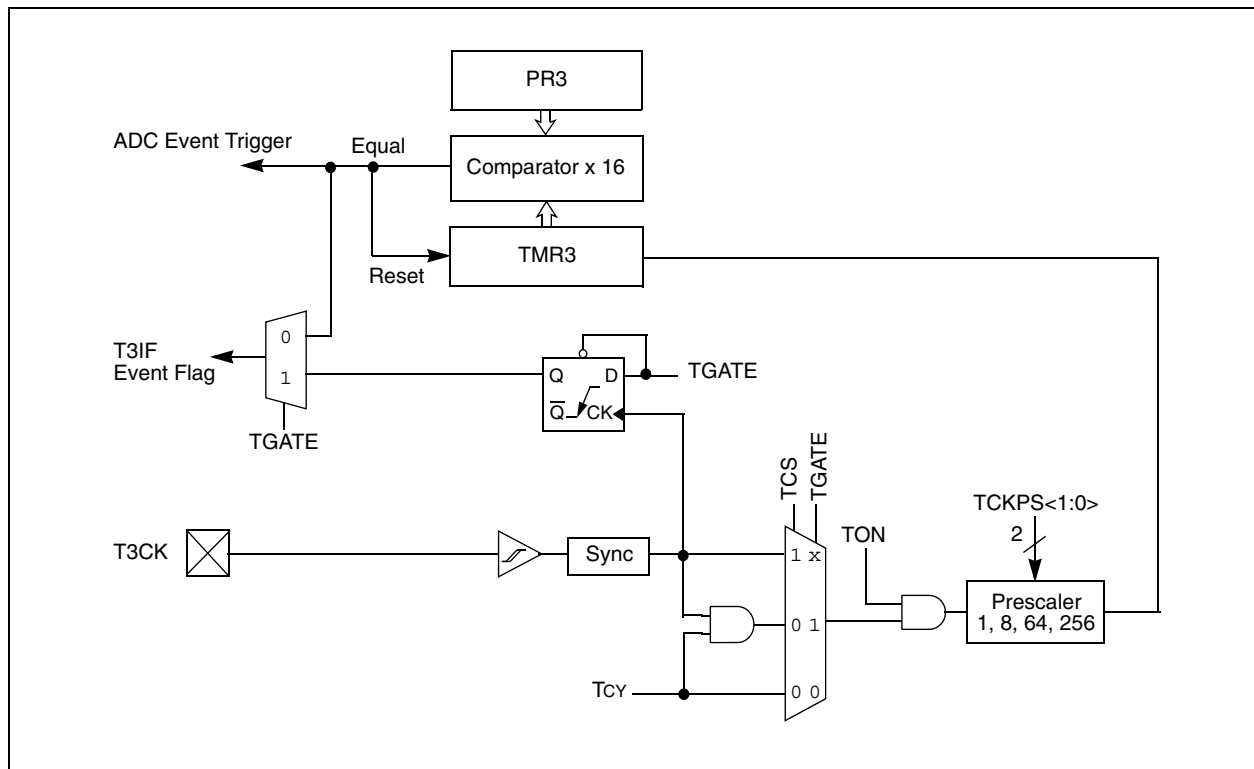 PR3
ADC Event Trigger
Equal
Comparator x 16
TMR3
Reset
0
1
T3IF
Event Flag
TGATE
Q D
Q̅ CK
TGATE
TCS
TGATE
TCKPS<1:0>
2
TON
T3CK
Sync
1 x
Prescaler
1, 8, 64, 256
0 1
TCY
0 0